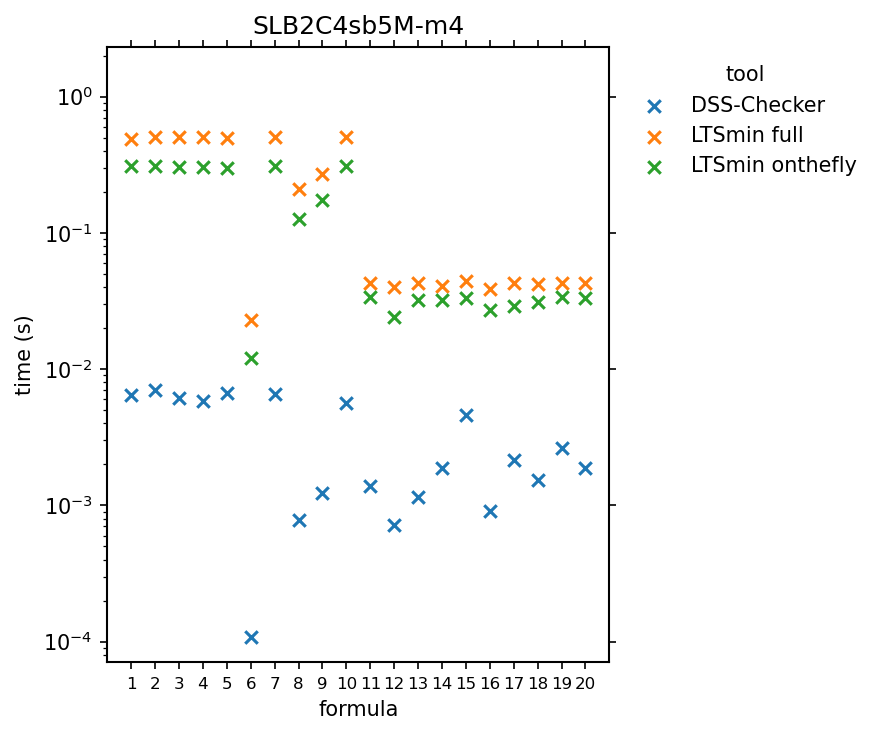 SLB2C4sb5M-m4
tool
DSS-Checker
LTSmin full
LTSmin onthefly
10⁰
10⁻¹
10⁻²
10⁻³
10⁻⁴
time (s)
1 2 3 4 5 6 7 8 9 10 11 12 13 14 15 16 17 18 19 20
formula